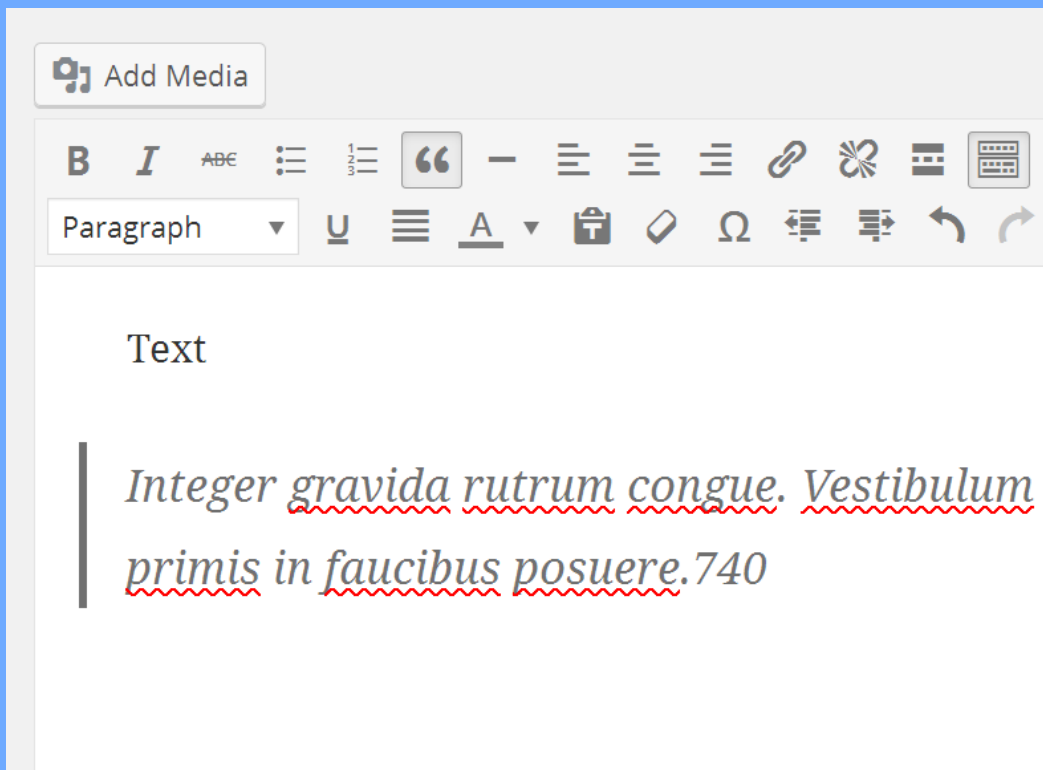 Add Media
B I ABC
Paragraph U A Ω
Text
Integer gravida rutrum congue. Vestibulum
primis in faucibus posuere.740